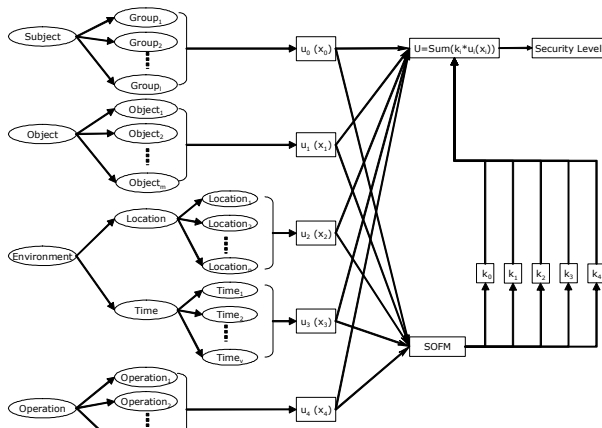 Subject
Group₁
Group₂
Groupᵢ
u₀ (x₀)
U=Sum(kᵢ*uᵢ(xᵢ))
Security Level
Object
Object₁
Object₂
Objectₘ
u₁ (x₁)
Environment
Location
Location₁
Location₂
Locationₙ
u₂ (x₂)
k₀
k₁
k₂
k₃
k₄
Time
Time₁
Time₂
Timeᵥ
u₃ (x₃)
SOFM
Operation
Operation₁
Operation₂
u₄ (x₄)